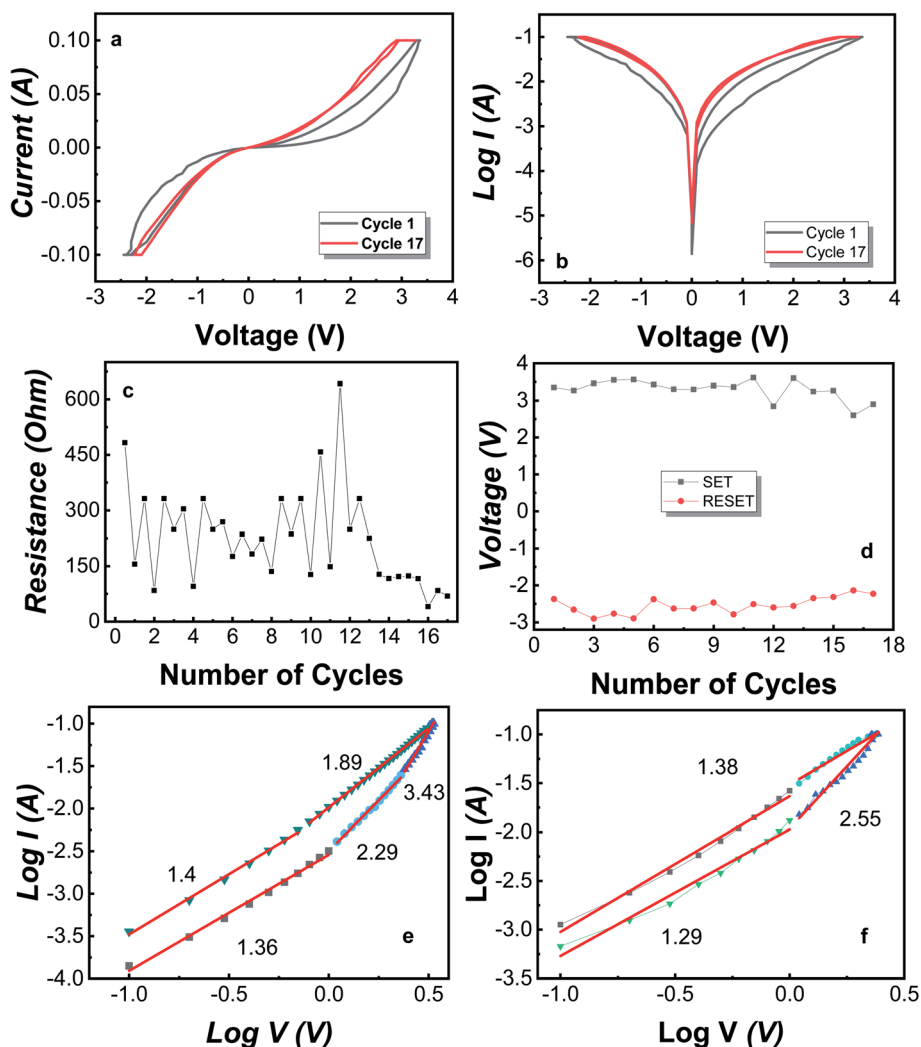 a
0.10
0.05
0.00
-0.05
-0.10
Current (A)
Cycle 1
Cycle 17
-3 -2 -1 0 1 2 3 4
Voltage (V)
-1
-2
-3
-4
-5
-6
Log I (A)
Cycle 1
Cycle 17
b
-3 -2 -1 0 1 2 3 4
Voltage (V)
c
600
450
300
150
0
Resistance (Ohm)
0 2 4 6 8 10 12 14 16
Number of Cycles
6
5
3
2
0
-1
-2
-3
Voltage (V)
SET
RESET
d
0 3 6 9 12 15 18
Number of Cycles
-1.0
-1.5
-2.0
-2.5
-3.0
-3.5
-4.0
Log I (A)
1.89
3.43
2.29
1.4
1.36
e
-1.0 -0.5 0.0 0.5
Log V (V)
-1.0
-1.5
-2.0
-2.5
-3.0
-3.5
Log I (A)
1.38
2.55
1.29
f
-1.0 -0.5 0.0 0.5
Log V (V)